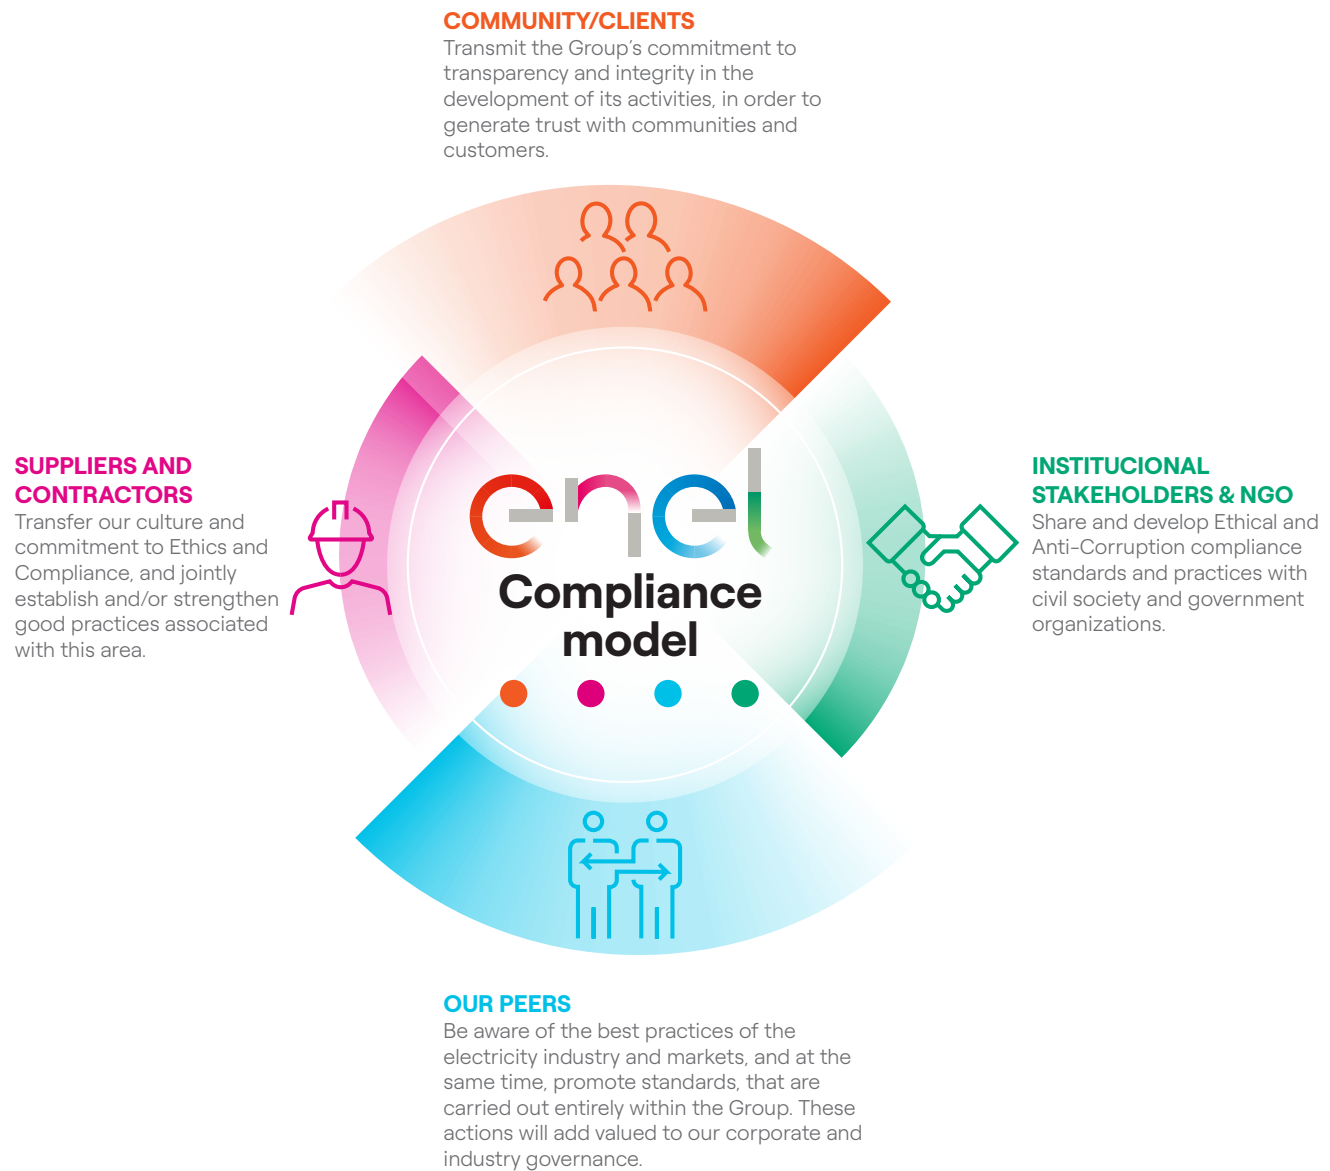 COMMUNITY/CLIENTS
Transmit the Group's commitment to
transparency and integrity in the
development of its activities, in order to
generate trust with communities and
customers.
SUPPLIERS AND
CONTRACTORS
Transfer our culture and
commitment to Ethics and
Compliance, and jointly
establish and/or strengthen
good practices associated
with this area.
enel
Compliance
model
INSTITUCIONAL
STAKEHOLDERS & NGO
Share and develop Ethical and
Anti-Corruption compliance
standards and practices with
civil society and government
organizations.
OUR PEERS
Be aware of the best practices of the
electricity industry and markets, and at the
same time, promote standards, that are
carried out entirely within the Group. These
actions will add valued to our corporate and
industry governance.